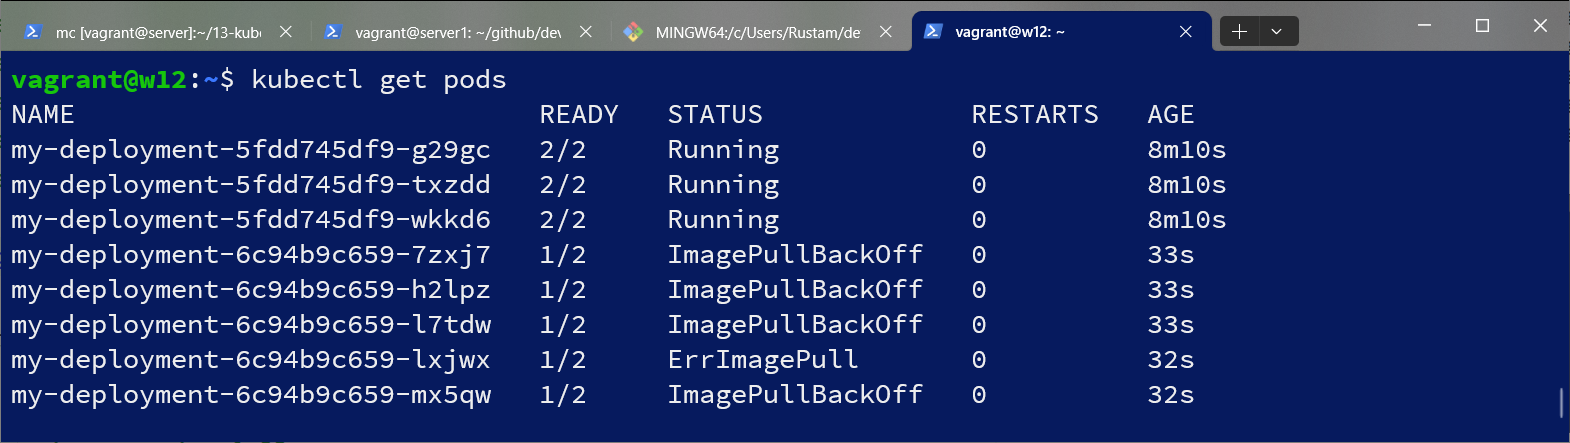 mc [vagrant@server]:~/13-kube
vagrant@server1: ~/github/dev
MINGW64:/c/Users/Rustam/dev
vagrant@w12: ~
vagrant@w12:~$ kubectl get pods
NAME READY STATUS RESTARTS AGE
my-deployment-5fdd745df9-g29gc 2/2 Running 0 8m10s
my-deployment-5fdd745df9-txzdd 2/2 Running 0 8m10s
my-deployment-5fdd745df9-wkkd6 2/2 Running 0 8m10s
my-deployment-6c94b9c659-7zxj7 1/2 ImagePullBackOff 0 33s
my-deployment-6c94b9c659-h2lpz 1/2 ImagePullBackOff 0 33s
my-deployment-6c94b9c659-l7tdw 1/2 ImagePullBackOff 0 33s
my-deployment-6c94b9c659-lxjwx 1/2 ErrImagePull 0 32s
my-deployment-6c94b9c659-mx5qw 1/2 ImagePullBackOff 0 32s